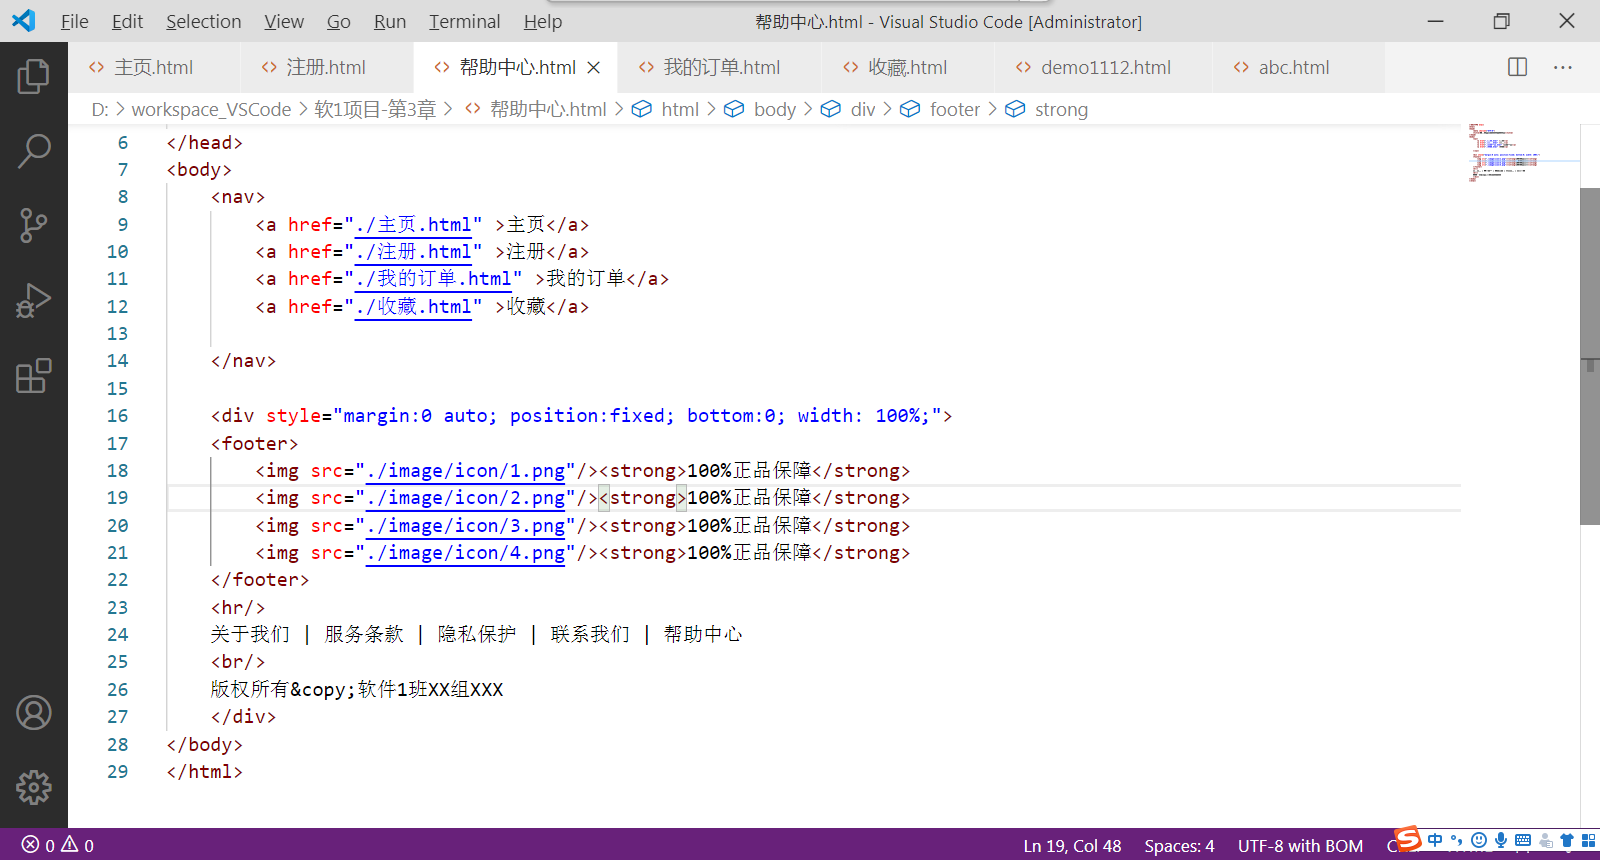 File Edit Selection View Go Run Terminal Help 帮助中心.html - Visual Studio Code [Administrator]
主页.html 注册.html 帮助中心.html 我的订单.html 收藏.html demo1112.html abc.html
D: > workspace_VSCode > 软1项目-第3章 > 帮助中心.html > html > body > div > footer > strong
6 </head>
7 <body>
8 <nav>
9 <a href="./主页.html" >主页</a>
10 <a href="./注册.html" >注册</a>
11 <a href="./我的订单.html" >我的订单</a>
12 <a href="./收藏.html" >收藏</a>
13
14 </nav>
15
16 <div style="margin:0 auto; position:fixed; bottom:0; width: 100%;">
17 <footer>
18 <img src="./image/icon/1.png"/><strong>100%正品保障</strong>
19 <img src="./image/icon/2.png"/><strong>100%正品保障</strong>
20 <img src="./image/icon/3.png"/><strong>100%正品保障</strong>
21 <img src="./image/icon/4.png"/><strong>100%正品保障</strong>
22 </footer>
23 <hr/>
24 关于我们 | 服务条款 | 隐私保护 | 联系我们 | 帮助中心
25 <br/>
26 版权所有&copy;软件1班XX组XXX
27 </div>
28 </body>
29 </html>
0 0 Ln 19, Col 48 Spaces: 4 UTF-8 with BOM 中